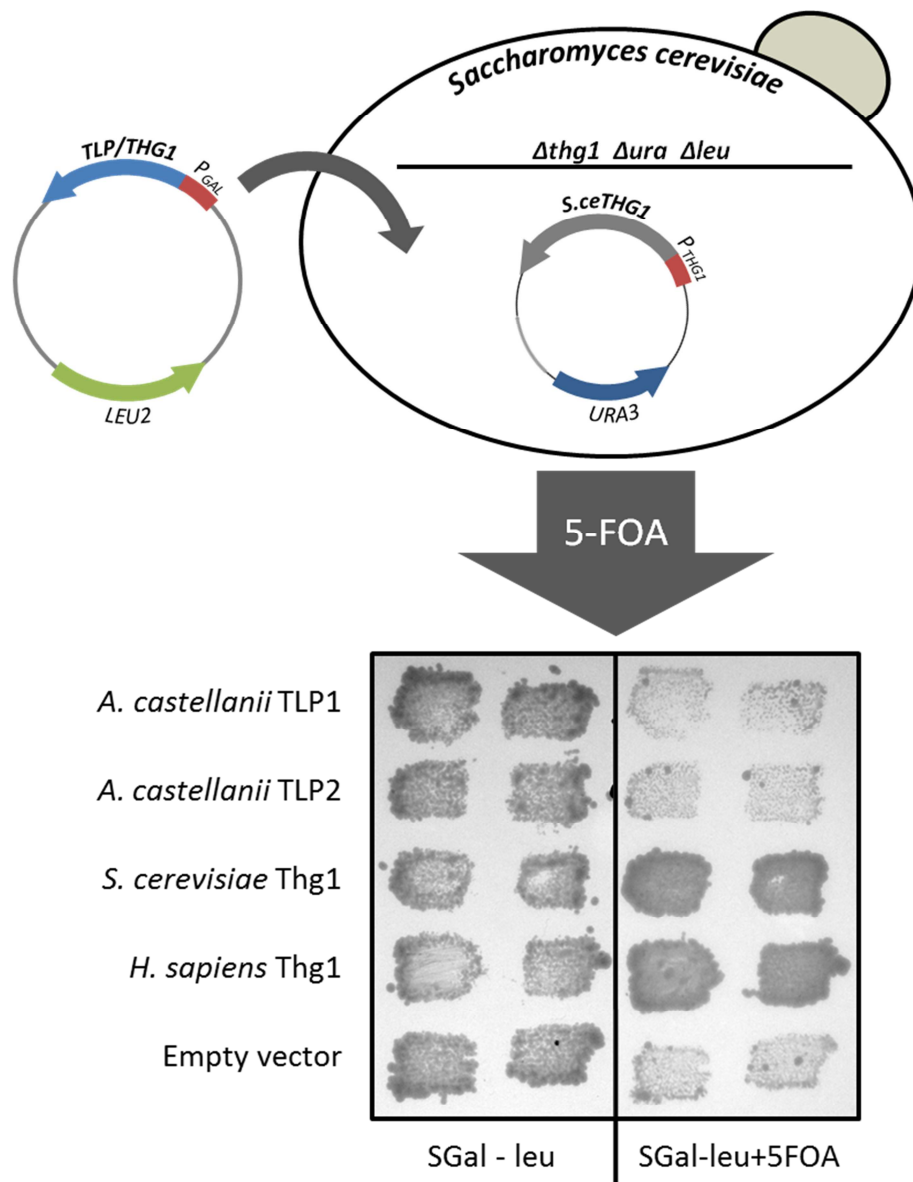 Saccharomyces cerevisiae
TLP/THG1
PGAL
Δthg1 Δura Δleu
S.ceTHG1
PTHG1
LEU2
URA3
5-FOA
A. castellanii TLP1
A. castellanii TLP2
S. cerevisiae Thg1
H. sapiens Thg1
Empty vector
SGal - leu
SGal-leu+5FOA